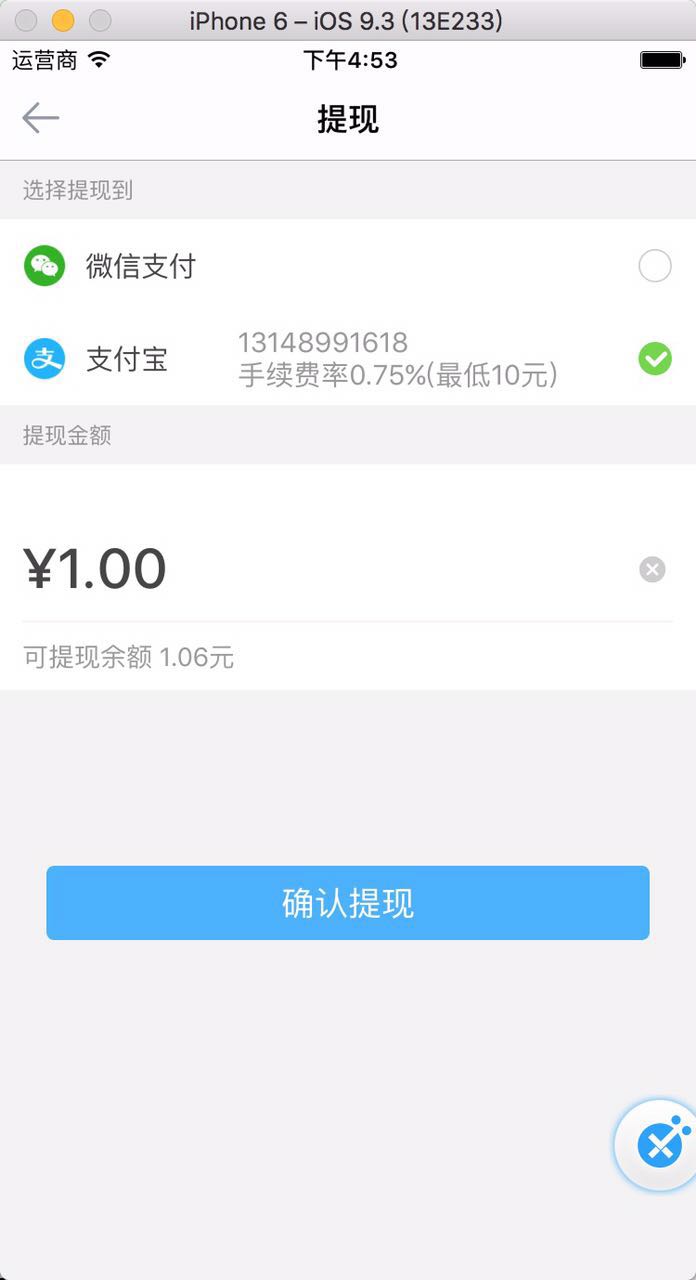 iPhone 6 – iOS 9.3 (13E233)
运营商 下午4:53
提现
选择提现到
微信支付
支付宝 13148991618
手续费率0.75%(最低10元)
提现金额
¥1.00
可提现余额 1.06元
确认提现